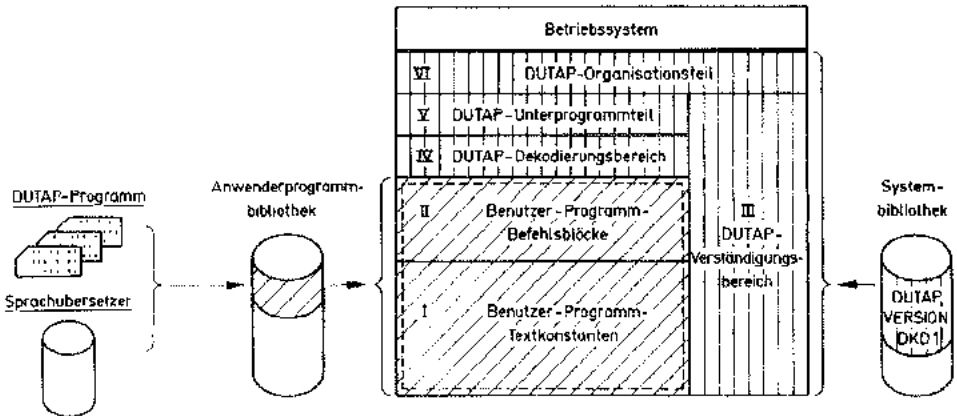 Betriebssystem
VI DUTAP-Organisationsteil
V DUTAP-Unterprogrammteil
IV DUTAP-Dekodierungsbereich
DUTAP-Programm
Sprachubersetzer
Anwenderprogramm-
bibliothek
II Benutzer-Programm-
Befehlsblöcke
I Benutzer-Programm-
Textkonstanten
III
DUTAP-
Verständigungs-
bereich
System-
bibliothek
DUTAP
VERSION
DKD1